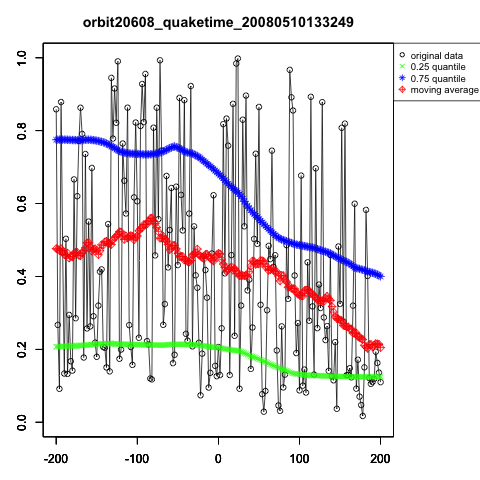 orbit20608_quaketime_20080510133249
original data
0.25 quantile
0.75 quantile
moving average
1.0
0.8
0.6
0.4
0.2
0.0
-200 -100 0 100 200